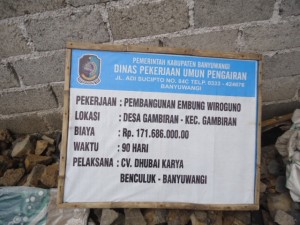 PEMERINTAH KABUPATEN BANYUWANGI
DINAS PEKERJAAN UMUN PENGAIRAN
JL. ADI SUCIPTO NO. 84C TELP. 0333 - 424676
BANYUWANGI
PEKERJAAN : PEMBANGUNAN EMBUNG WIROGUNO
LOKASI : DESA GAMBIRAN - KEC. GAMBIRAN
BIAYA : Rp. 171.686.000.00
WAKTU : 90 HARI
PELAKSANA : CV. DHUBAI KARYA
BENCULUK - BANYUWANGI